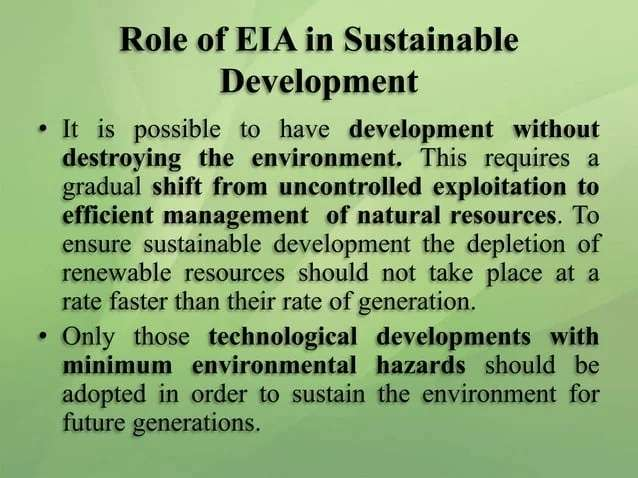 Role of EIA in Sustainable
Development
• It is possible to have development without
destroying the environment. This requires a
gradual shift from uncontrolled exploitation to
efficient management of natural resources. To
ensure sustainable development the depletion of
renewable resources should not take place at a
rate faster than their rate of generation.
• Only those technological developments with
minimum environmental hazards should be
adopted in order to sustain the environment for
future generations.